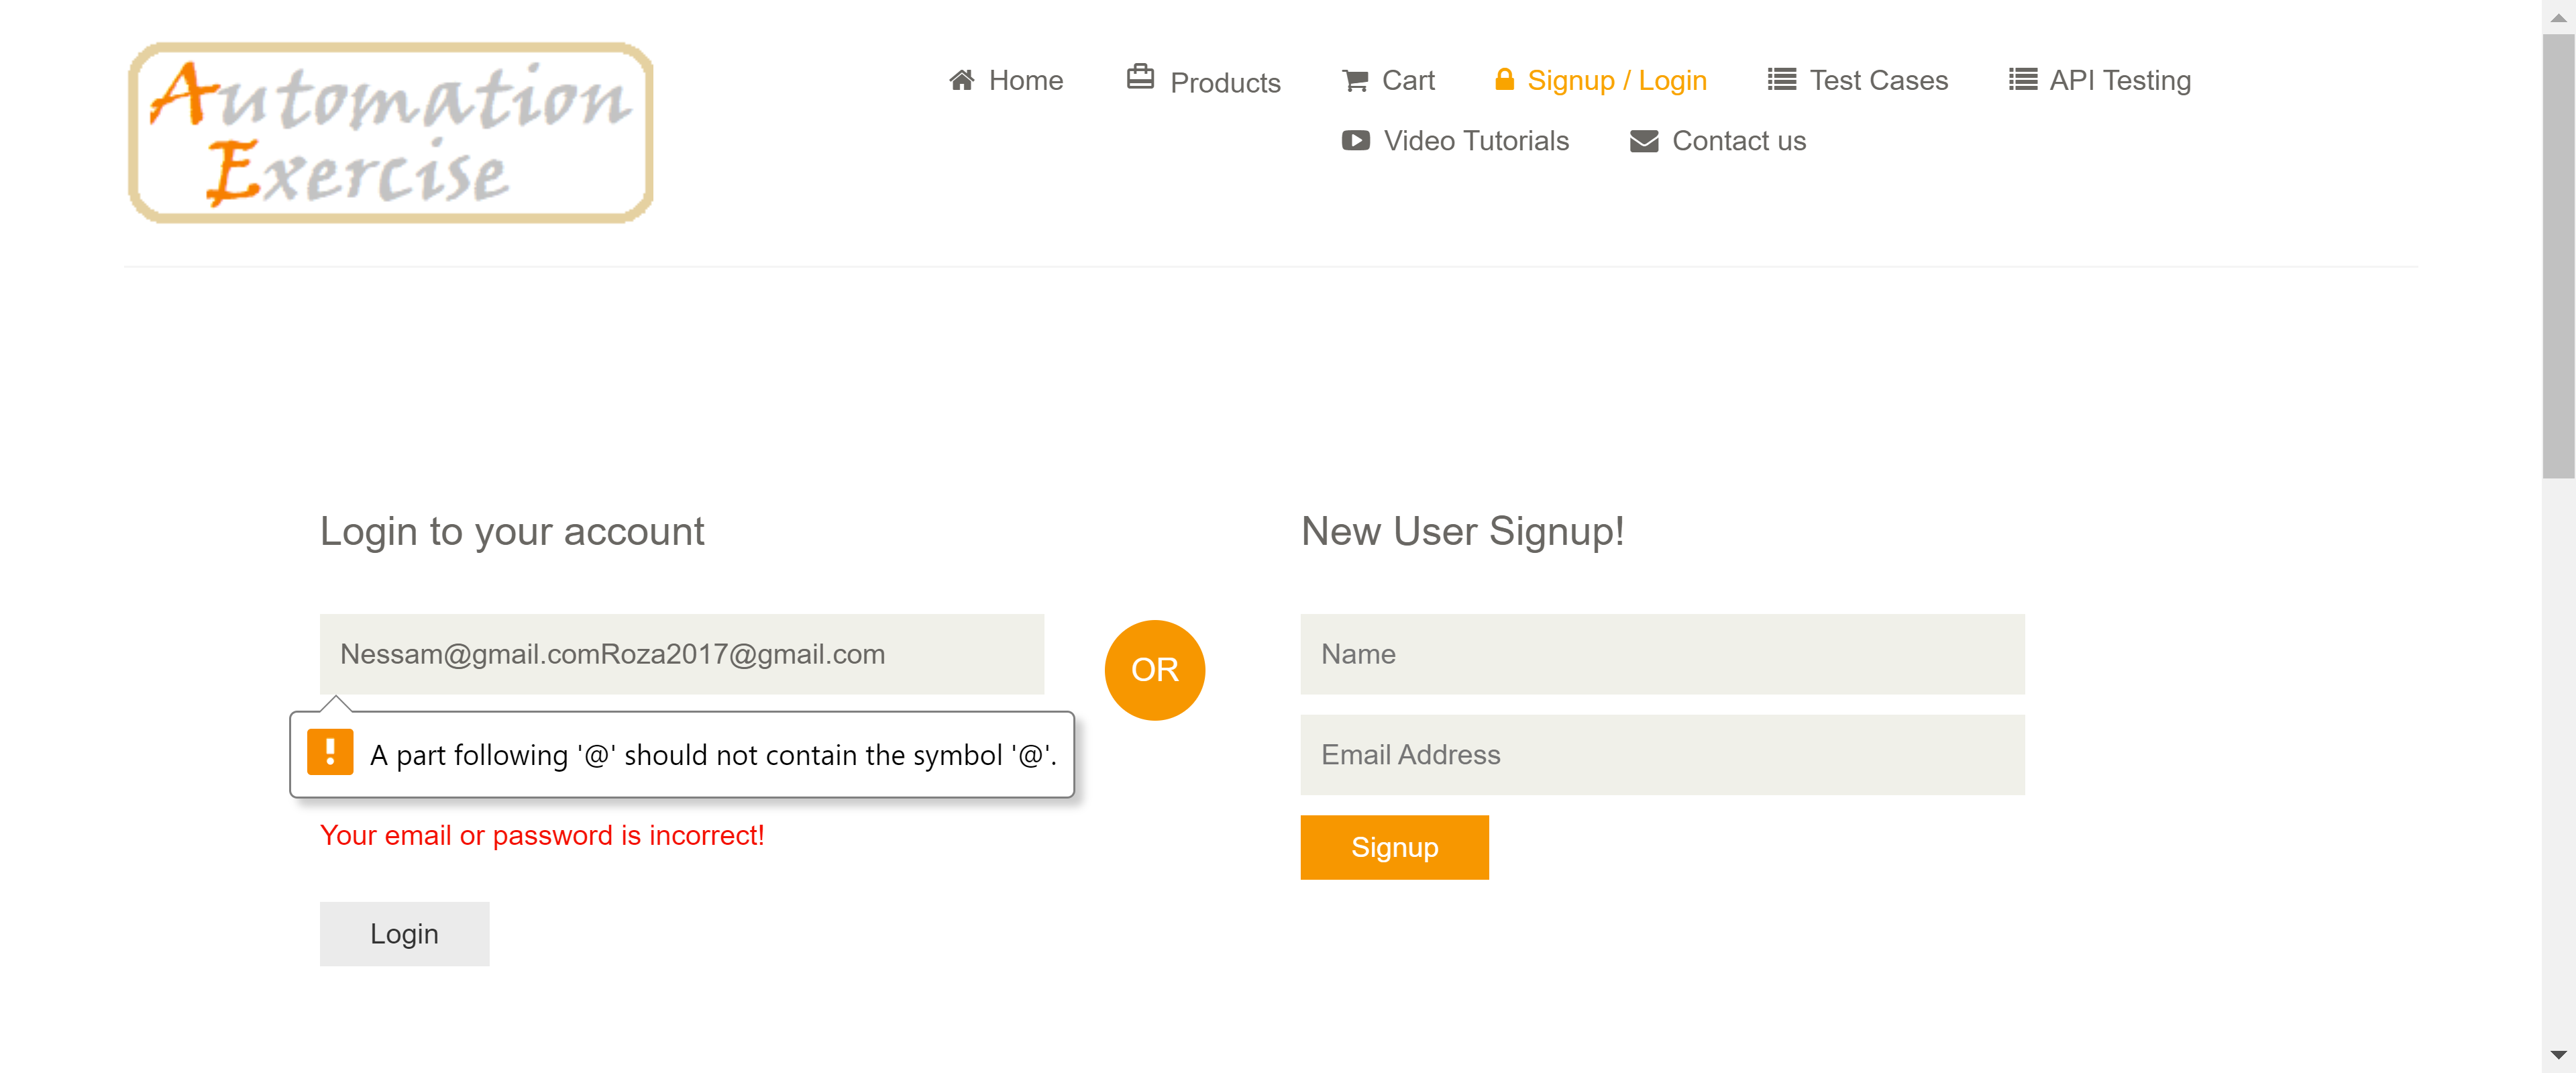 Automation
Exercise
Home
Products
Cart
Signup / Login
Test Cases
API Testing
Video Tutorials
Contact us
Login to your account
Nessam@gmail.comRoza2017@gmail.com
A part following '@' should not contain the symbol '@'.
Your email or password is incorrect!
Login
OR
New User Signup!
Name
Email Address
Signup